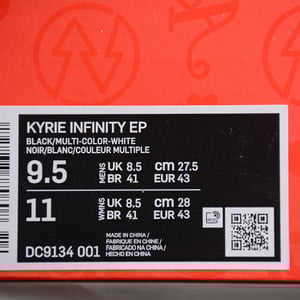 KYRIE INFINITY EP
BLACK/MULTI-COLOR-WHITE
NOIR/BLANC/COULEUR MULTIPLE
9.5 MENS UK 8.5 cm 27.5
BR 41 EUR 43
11 WMNS UK 8.5 cm 28
BR 41 EUR 43
DC9134 001
MADE IN CHINA /
FABRIQUE EN CHINE /
FABRICADO NA CHINA /
HECHO EN CHINA